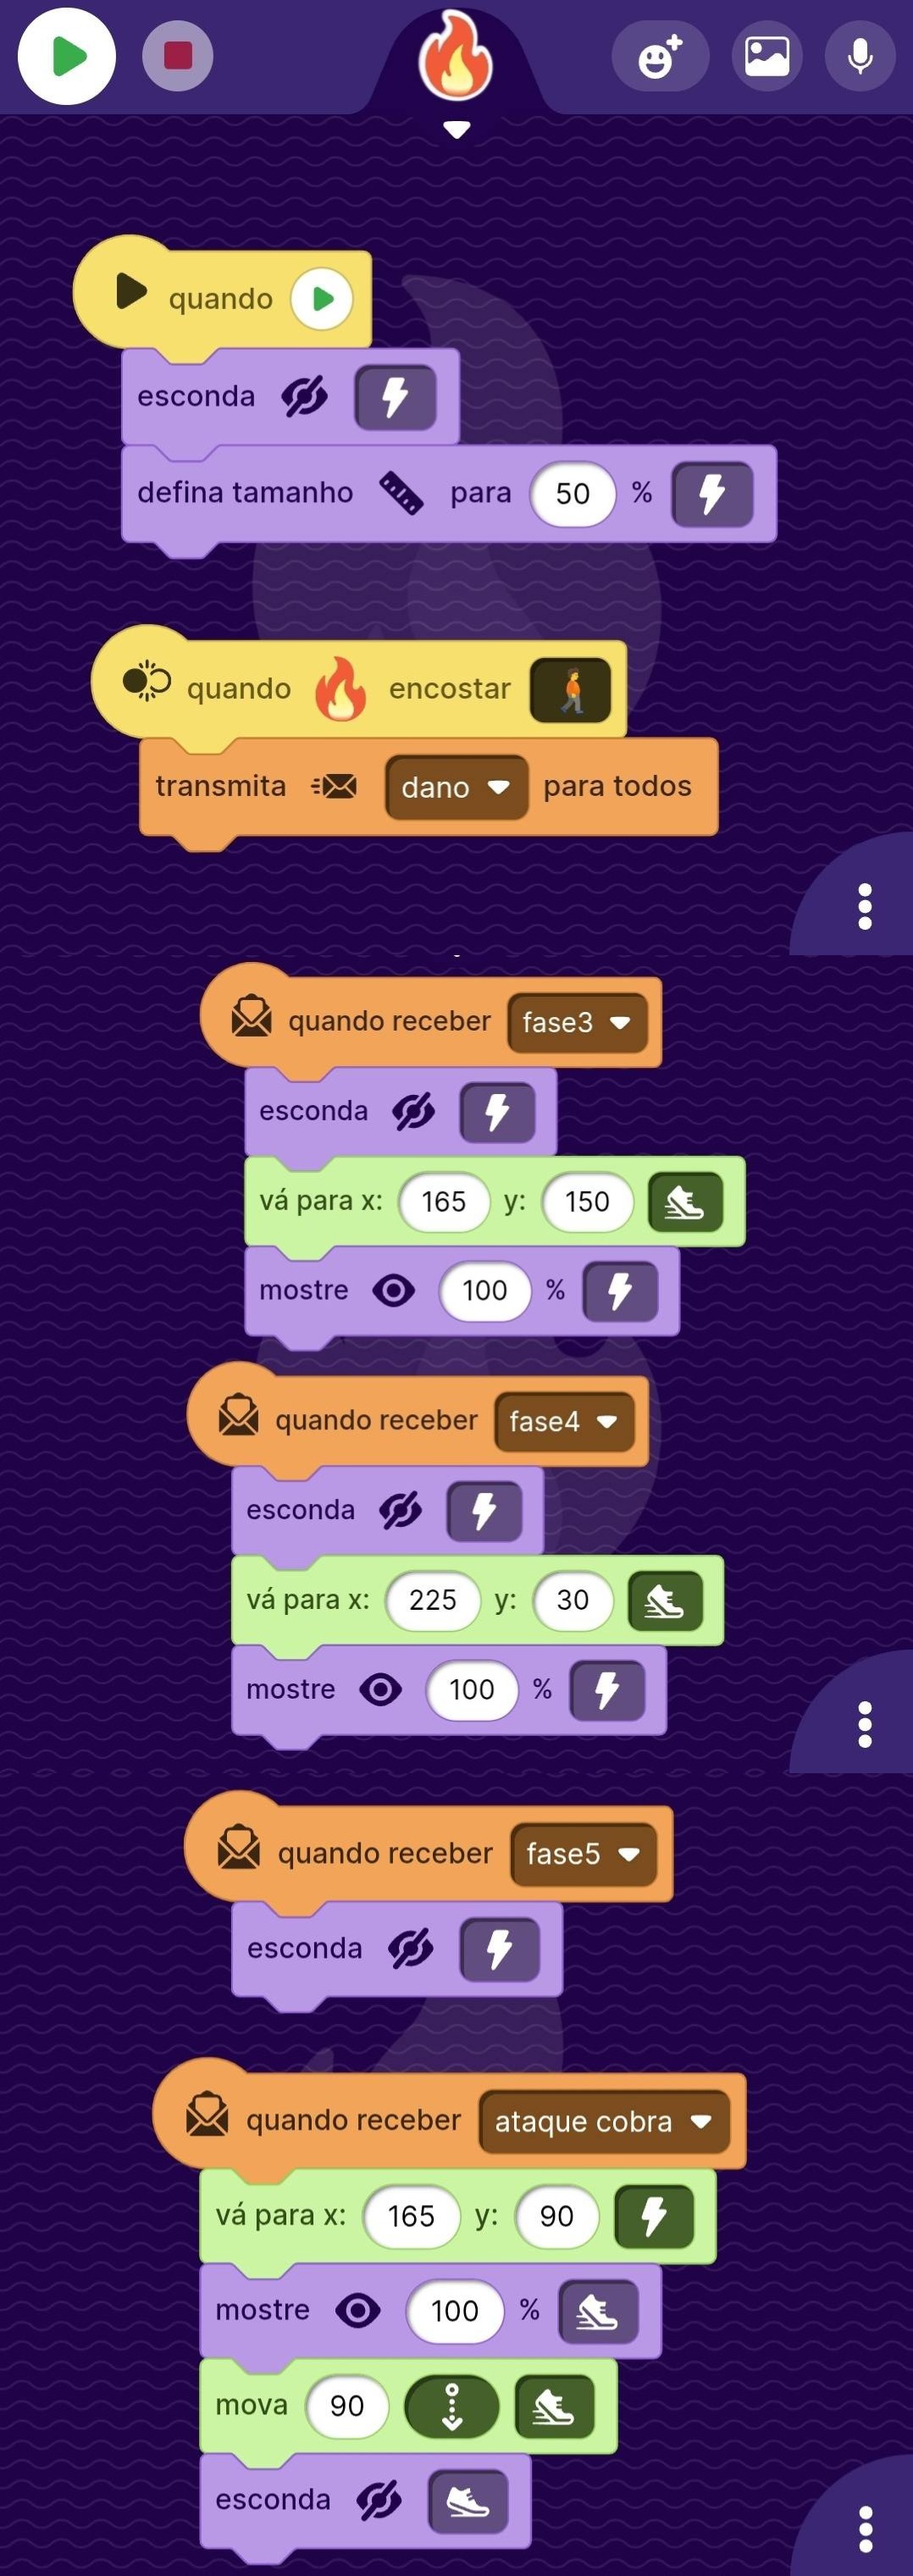 quando
esconda
defina tamanho para 50 %
quando encostar
transmita dano para todos
quando receber fase3
esconda
vá para x: 165 y: 150
mostre 100 %
quando receber fase4
esconda
vá para x: 225 y: 30
mostre 100 %
quando receber fase5
esconda
quando receber ataque cobra
vá para x: 165 y: 90
mostre 100 %
mova 90
esconda